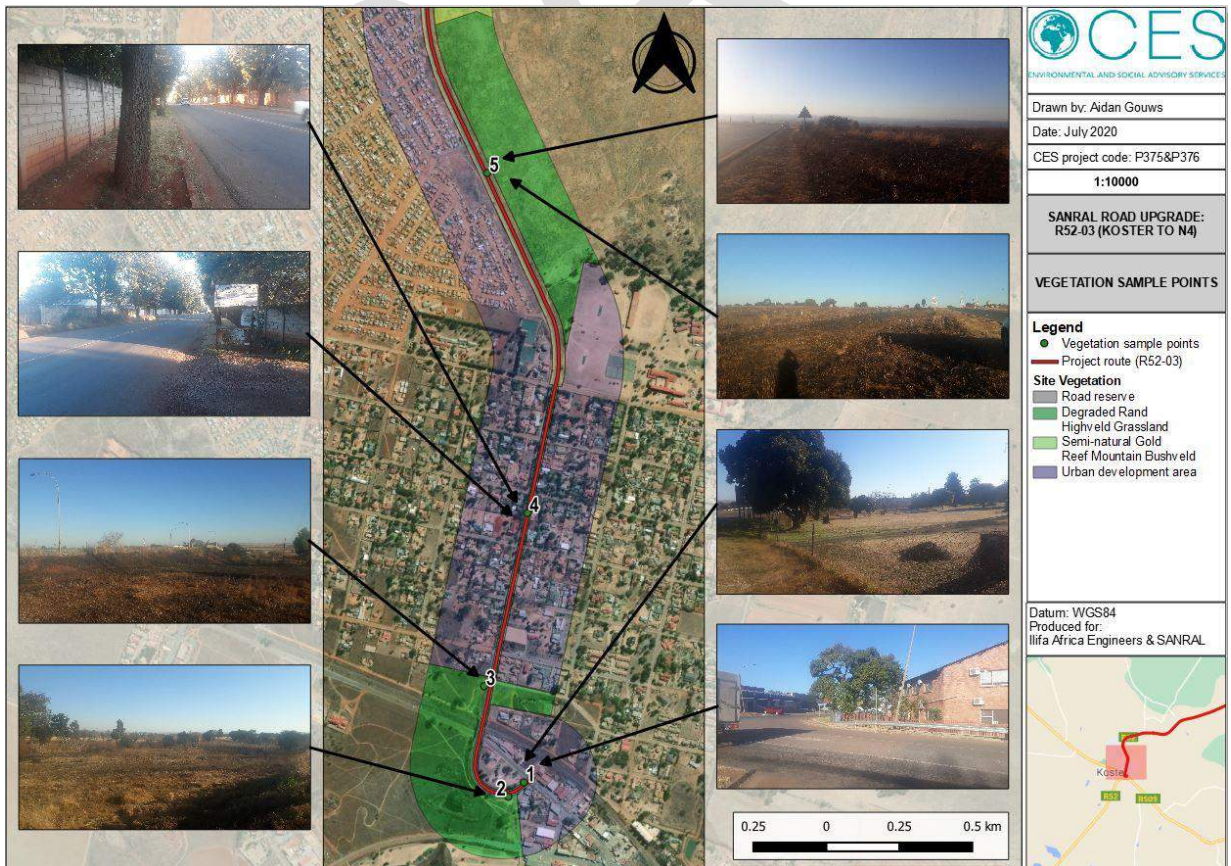 CES
ENVIRONMENTAL AND SOCIAL ADVISORY SERVICES
Drawn by: Aidan Gouws
Date: July 2020
CES project code: P375&P376
1:10000
SANRAL ROAD UPGRADE:
R52-03 (KOSTER TO N4)
VEGETATION SAMPLE POINTS
Legend
Vegetation sample points
Project route (R52-03)
Site Vegetation
Road reserve
Degraded Rand
Highveld Grassland
Semi-natural Gold
Reef Mountain Bushveld
Urban development area
Datum: WGS84
Produced for:
Ilifa Africa Engineers & SANRAL
Koster
R53
R509
5
4
3
2
1
0.25 0 0.25 0.5 km